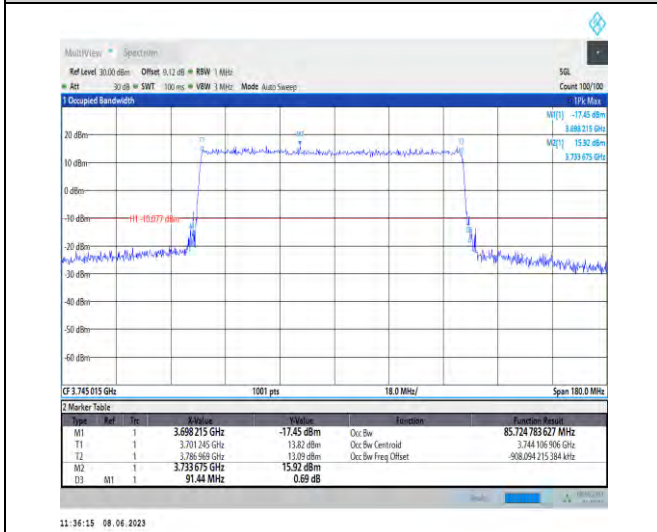 MultiView Spectrum
Ref Level 30.00 dBm Offset 9.12 dB RBW 1 MHz SGL
Att 30 dB SWT 100 ms VBW 3 MHz Mode Auto Sweep Count 100/100
1 Occupied Bandwidth 1Pk Max
M1[1] -17.45 dBm
3.698 215 GHz
M2[1] 15.92 dBm
3.733 675 GHz
20 dBm
10 dBm
0 dBm
-10 dBm H1 -10.077 dBm
-20 dBm
-30 dBm
-40 dBm
-50 dBm
-60 dBm
CF 3.745 015 GHz 1001 pts 18.0 MHz/ Span 180.0 MHz
2 Marker Table
Type Ref Trc X-Value Y-Value Function Function Result
M1 1 3.698 215 GHz -17.45 dBm Occ Bw 85.724 783 627 MHz
T1 1 3.701 245 GHz 13.82 dBm Occ Bw Centroid 3.744 106 906 GHz
T2 1 3.786 969 GHz 13.09 dBm Occ Bw Freq Offset -908.094 215 384 kHz
M2 1 3.733 675 GHz 15.92 dBm
D3 M1 1 91.44 MHz 0.69 dB
11:36:15 08.06.2023